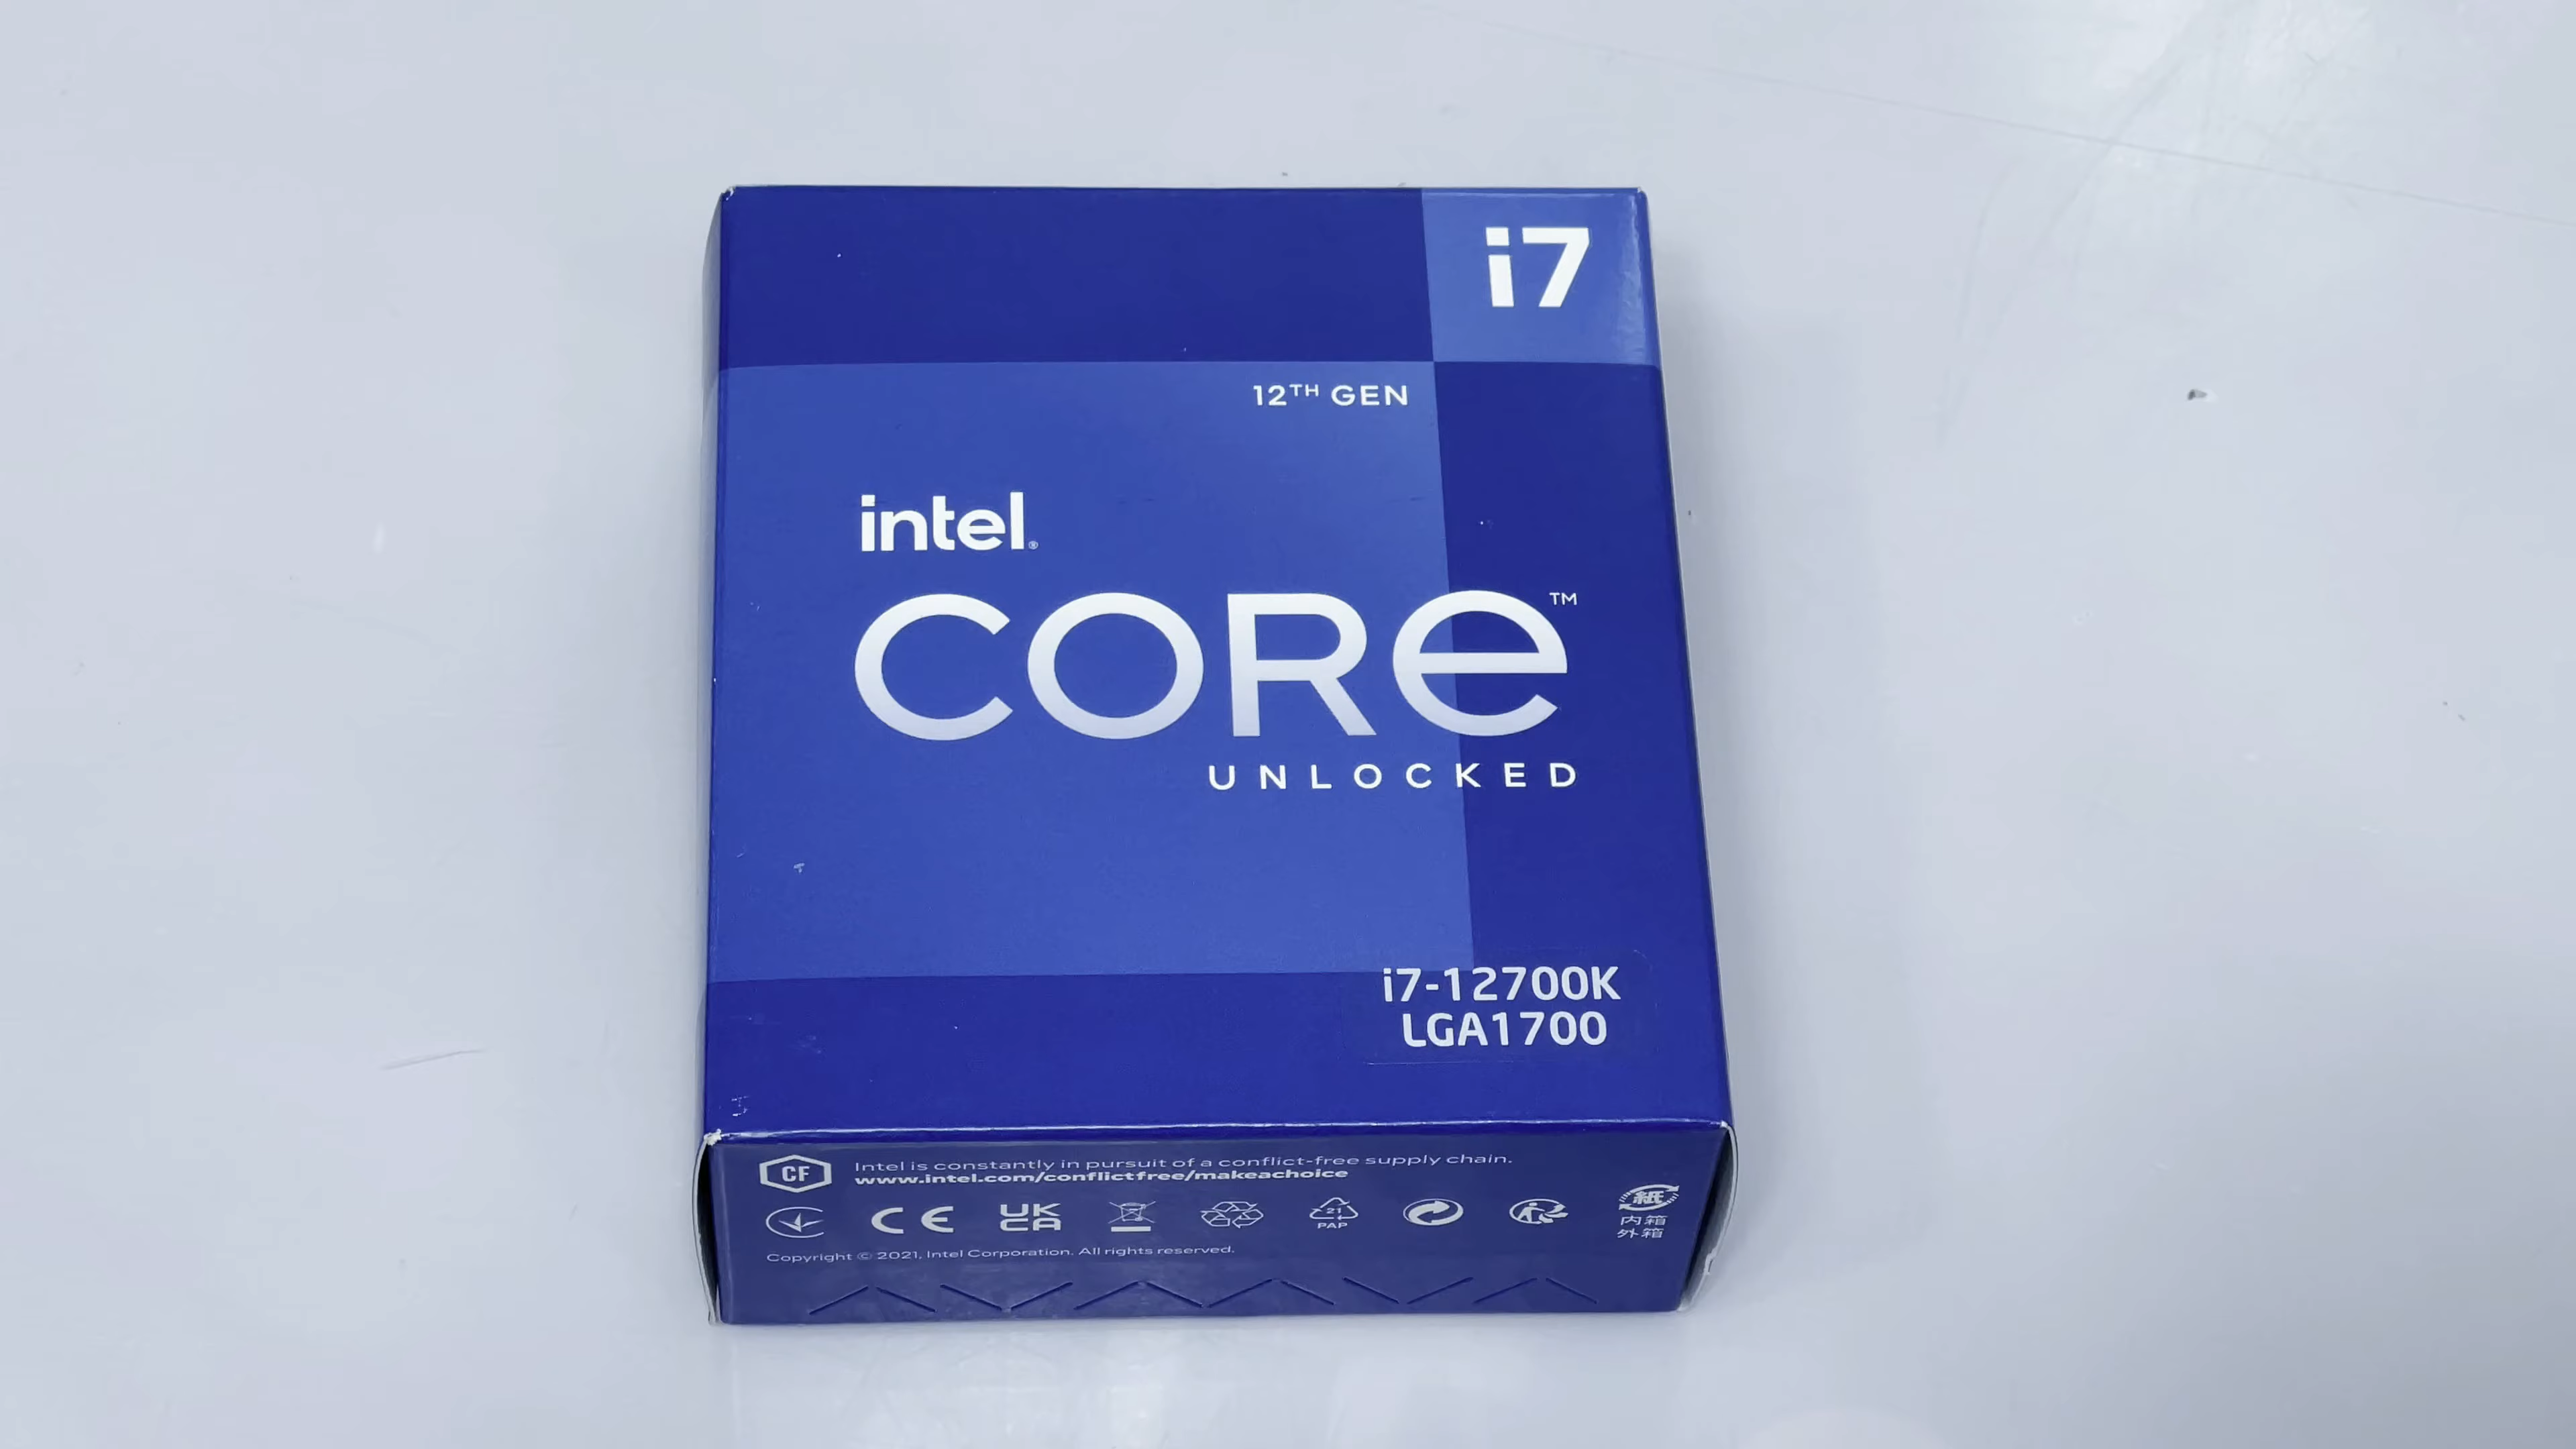 i7
12TH GEN
intel®
CORE™
UNLOCKED
i7-12700K
LGA1700
CF
Intel is constantly in pursuit of a conflict-free supply chain.
www.intel.com/conflictfree/makeachoice
CE
UK
CA
21
PAP
紙
内箱
外箱
Copyright © 2021, Intel Corporation. All rights reserved.